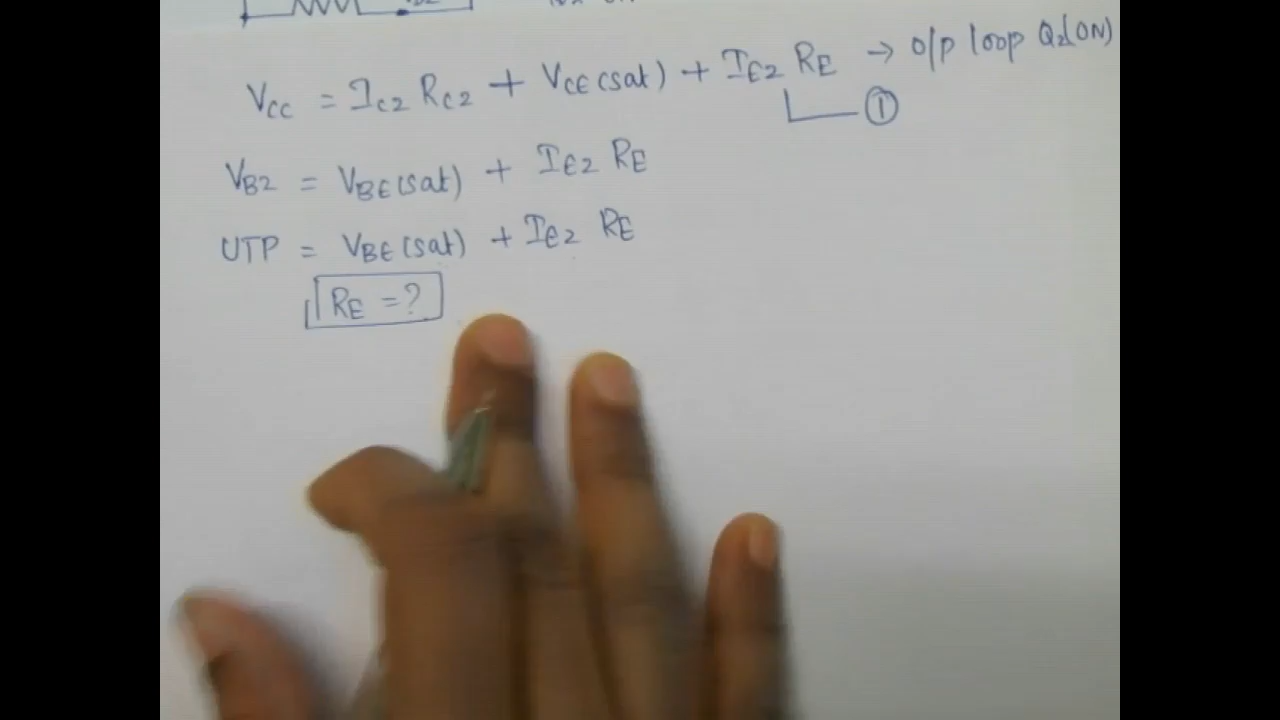 VCC = IC2 RC2 + VCE(sat) + IE2 RE → o/p loop Q2(ON)
①
VB2 = VBE(sat) + IE2 RE
UTP = VBE(sat) + IE2 RE
RE = ?